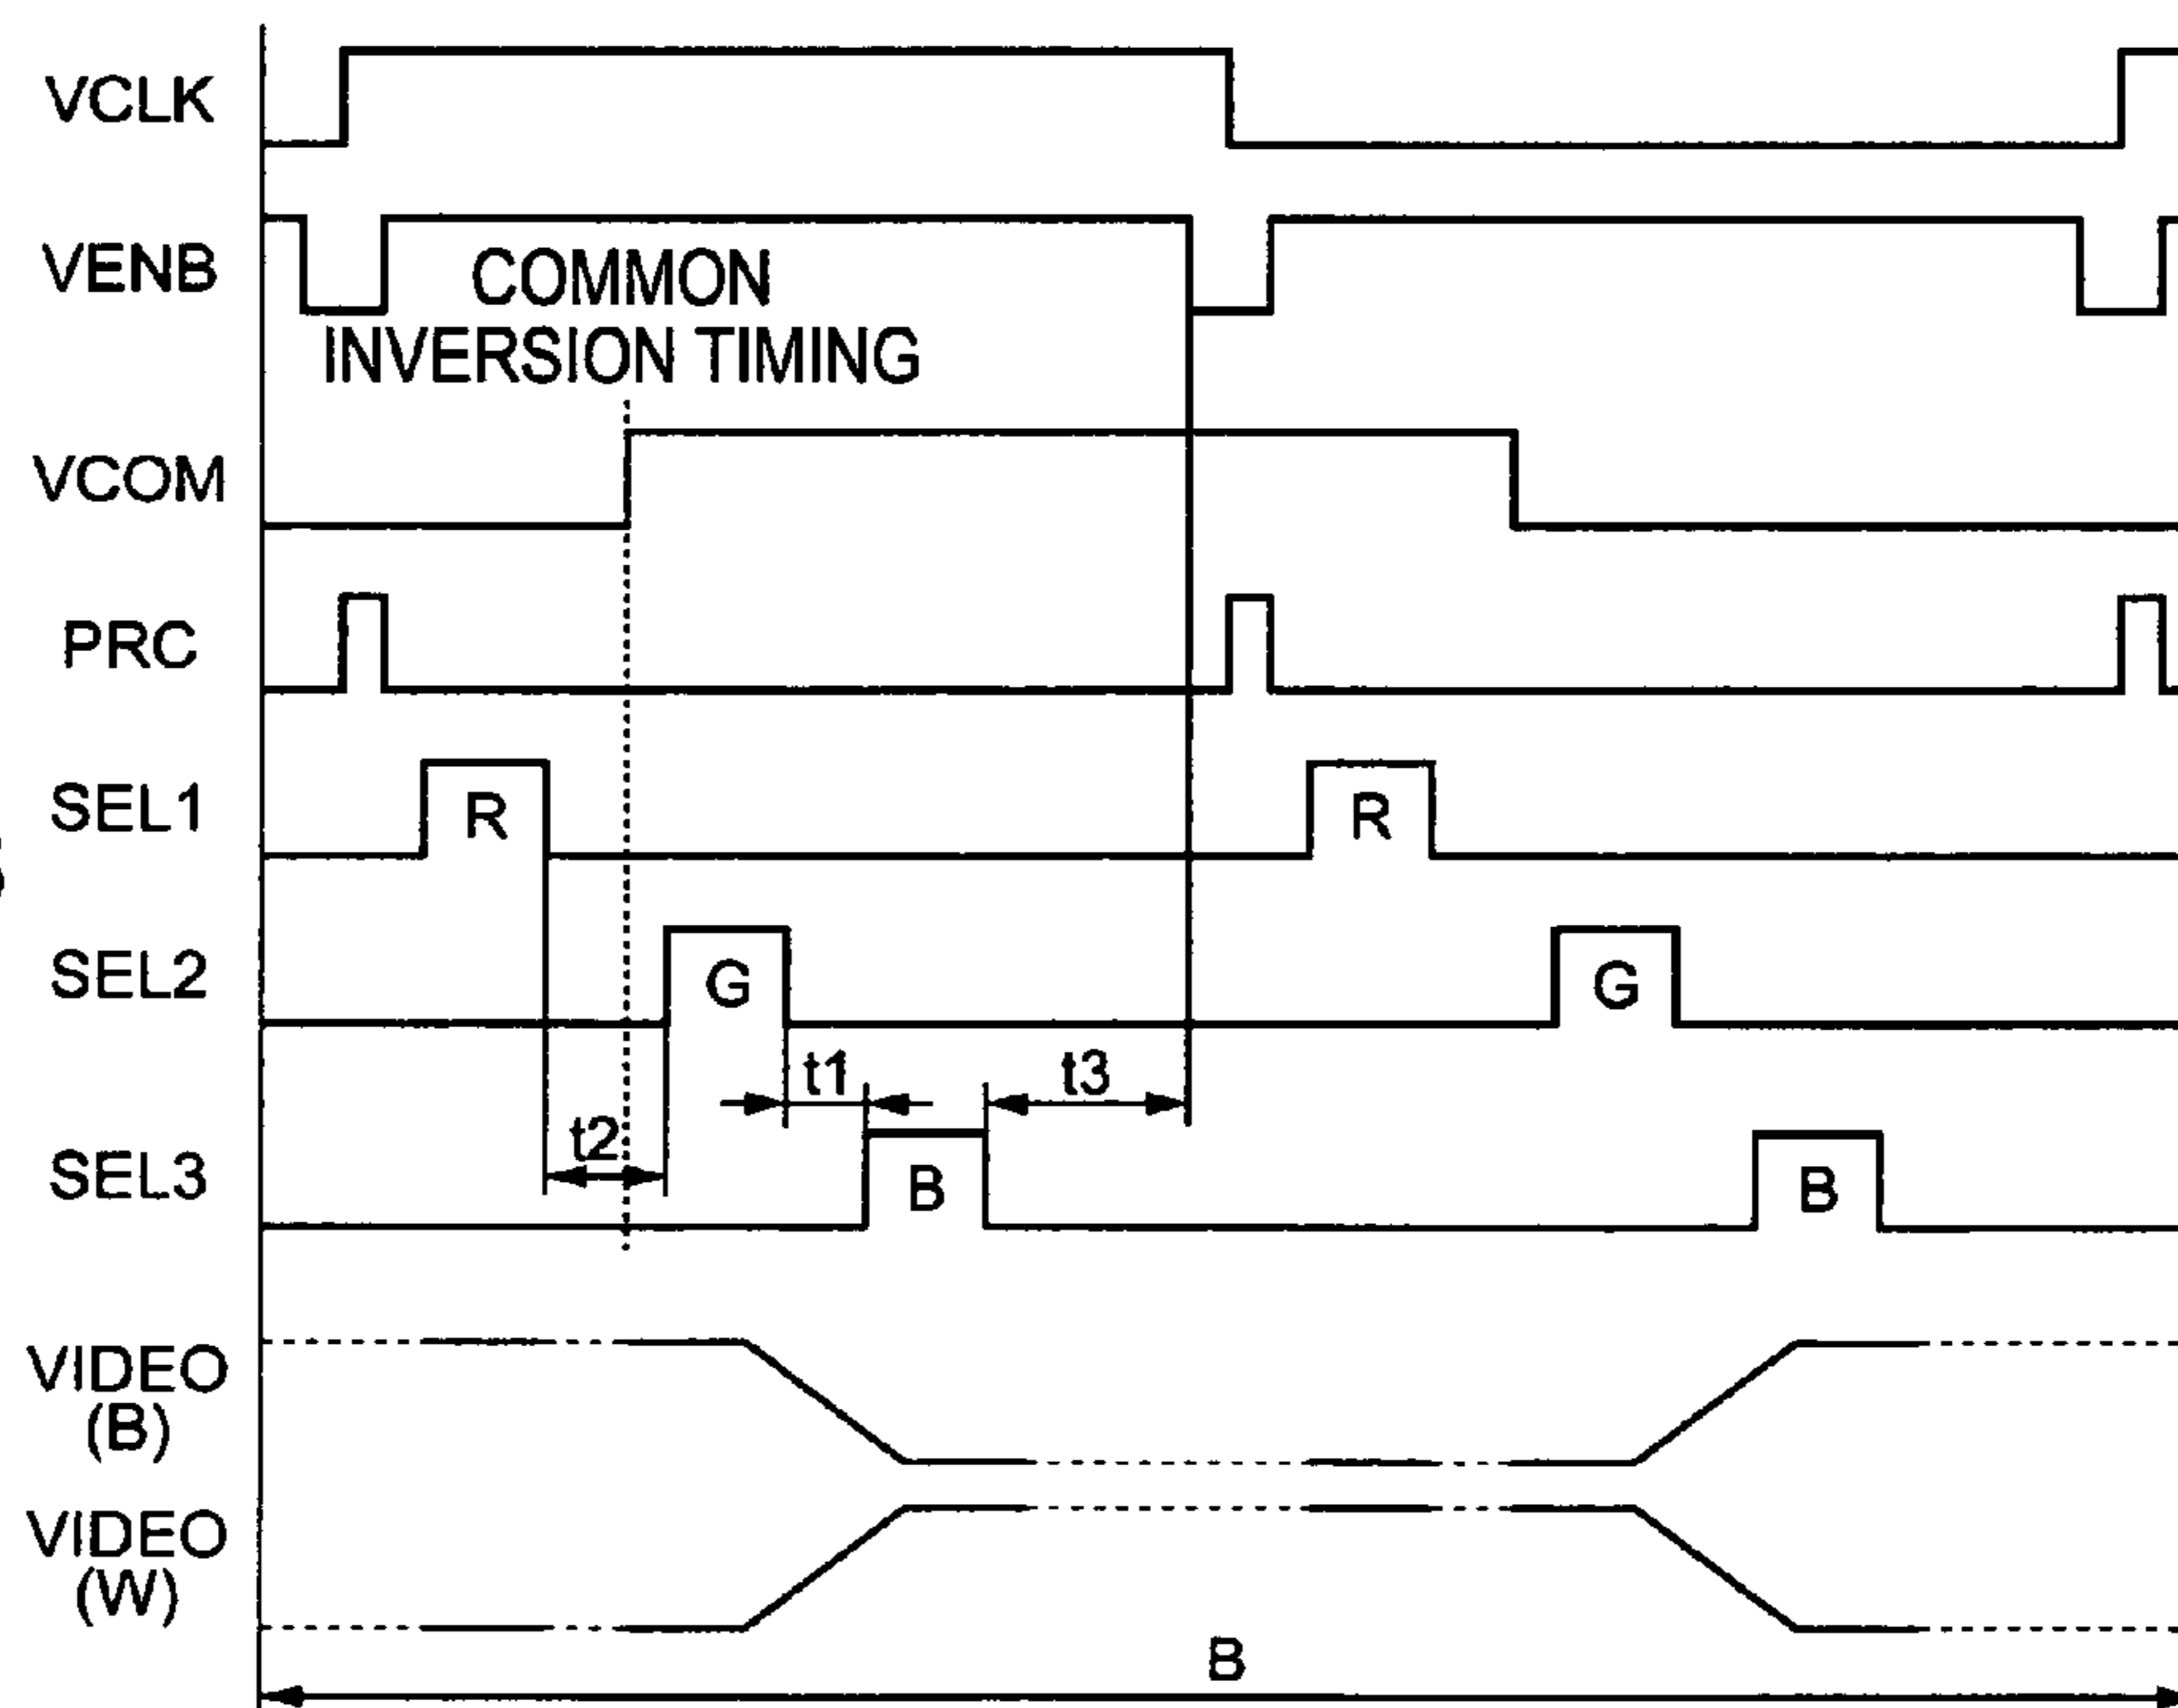 VCLK
VENB
COMMON
INVERSION TIMING
VCOM
PRC
SEL1
R
R
SEL2
G
G
t1
t3
t2
SEL3
B
B
VIDEO
(B)
VIDEO
(W)
B